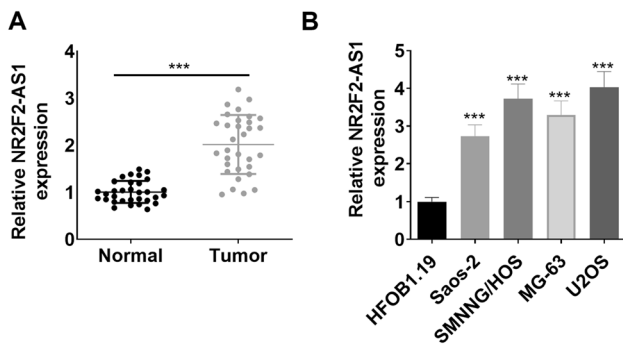 A
Relative NR2F2-AS1
expression
4
3
2
1
0
***
Normal
Tumor
B
Relative NR2F2-AS1
expression
5
4
3
2
1
0
***
***
***
***
HFOB1.19
Saos-2
SMNNG/HOS
MG-63
U2OS